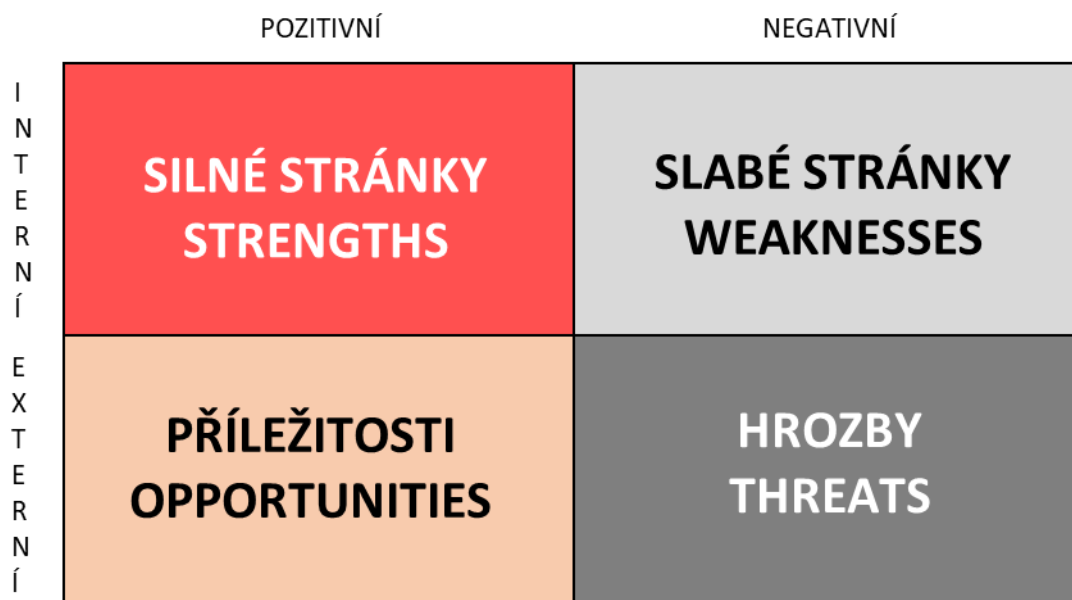 POZITIVNÍ
NEGATIVNÍ
INTERNÍ
SILNÉ STRÁNKY
STRENGTHS
SLABÉ STRÁNKY
WEAKNESSES
EXTERNÍ
PŘÍLEŽITOSTI
OPPORTUNITIES
HROZBY
THREATS